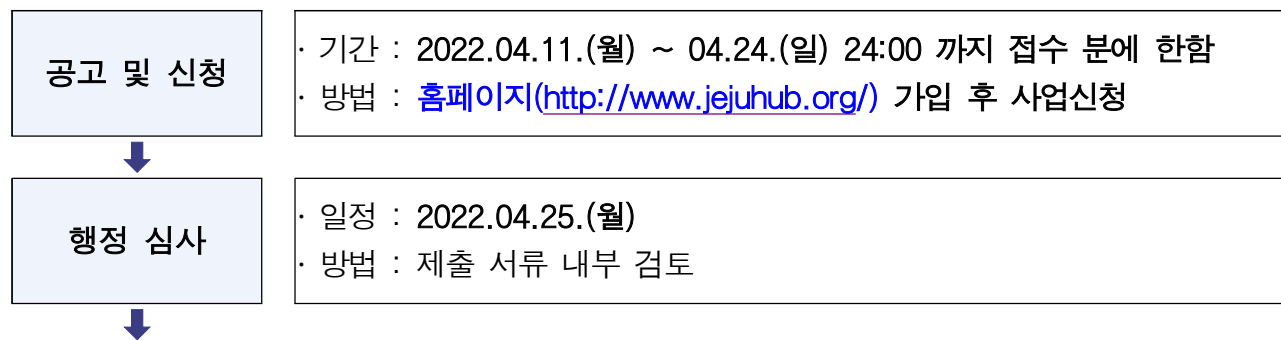 공고 및 신청
· 기간 : 2022.04.11.(월) ~ 04.24.(일) 24:00 까지 접수 분에 한함
· 방법 : 홈페이지(http://www.jejuhub.org/) 가입 후 사업신청
행정 심사
· 일정 : 2022.04.25.(월)
· 방법 : 제출 서류 내부 검토